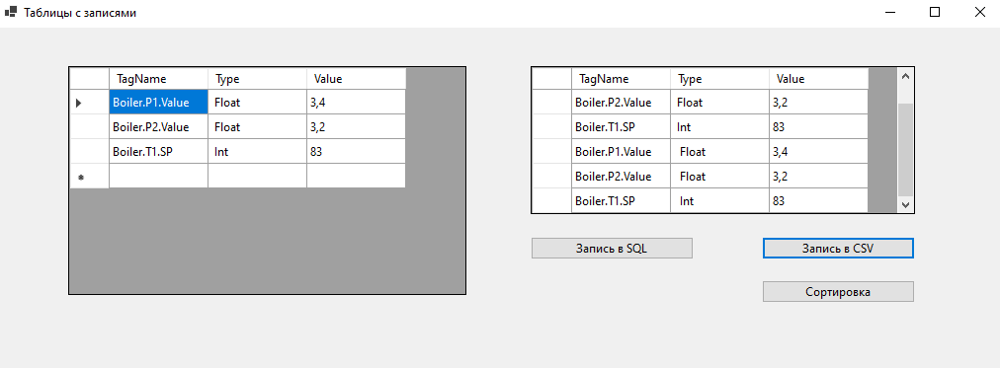 Таблицы с записями
TagName Type Value
Boiler.P1.Value Float 3,4
Boiler.P2.Value Float 3,2
Boiler.T1.SP Int 83
TagName Type Value
Boiler.P2.Value Float 3,2
Boiler.T1.SP Int 83
Boiler.P1.Value Float 3,4
Boiler.P2.Value Float 3,2
Boiler.T1.SP Int 83
Запись в SQL
Запись в CSV
Сортировка